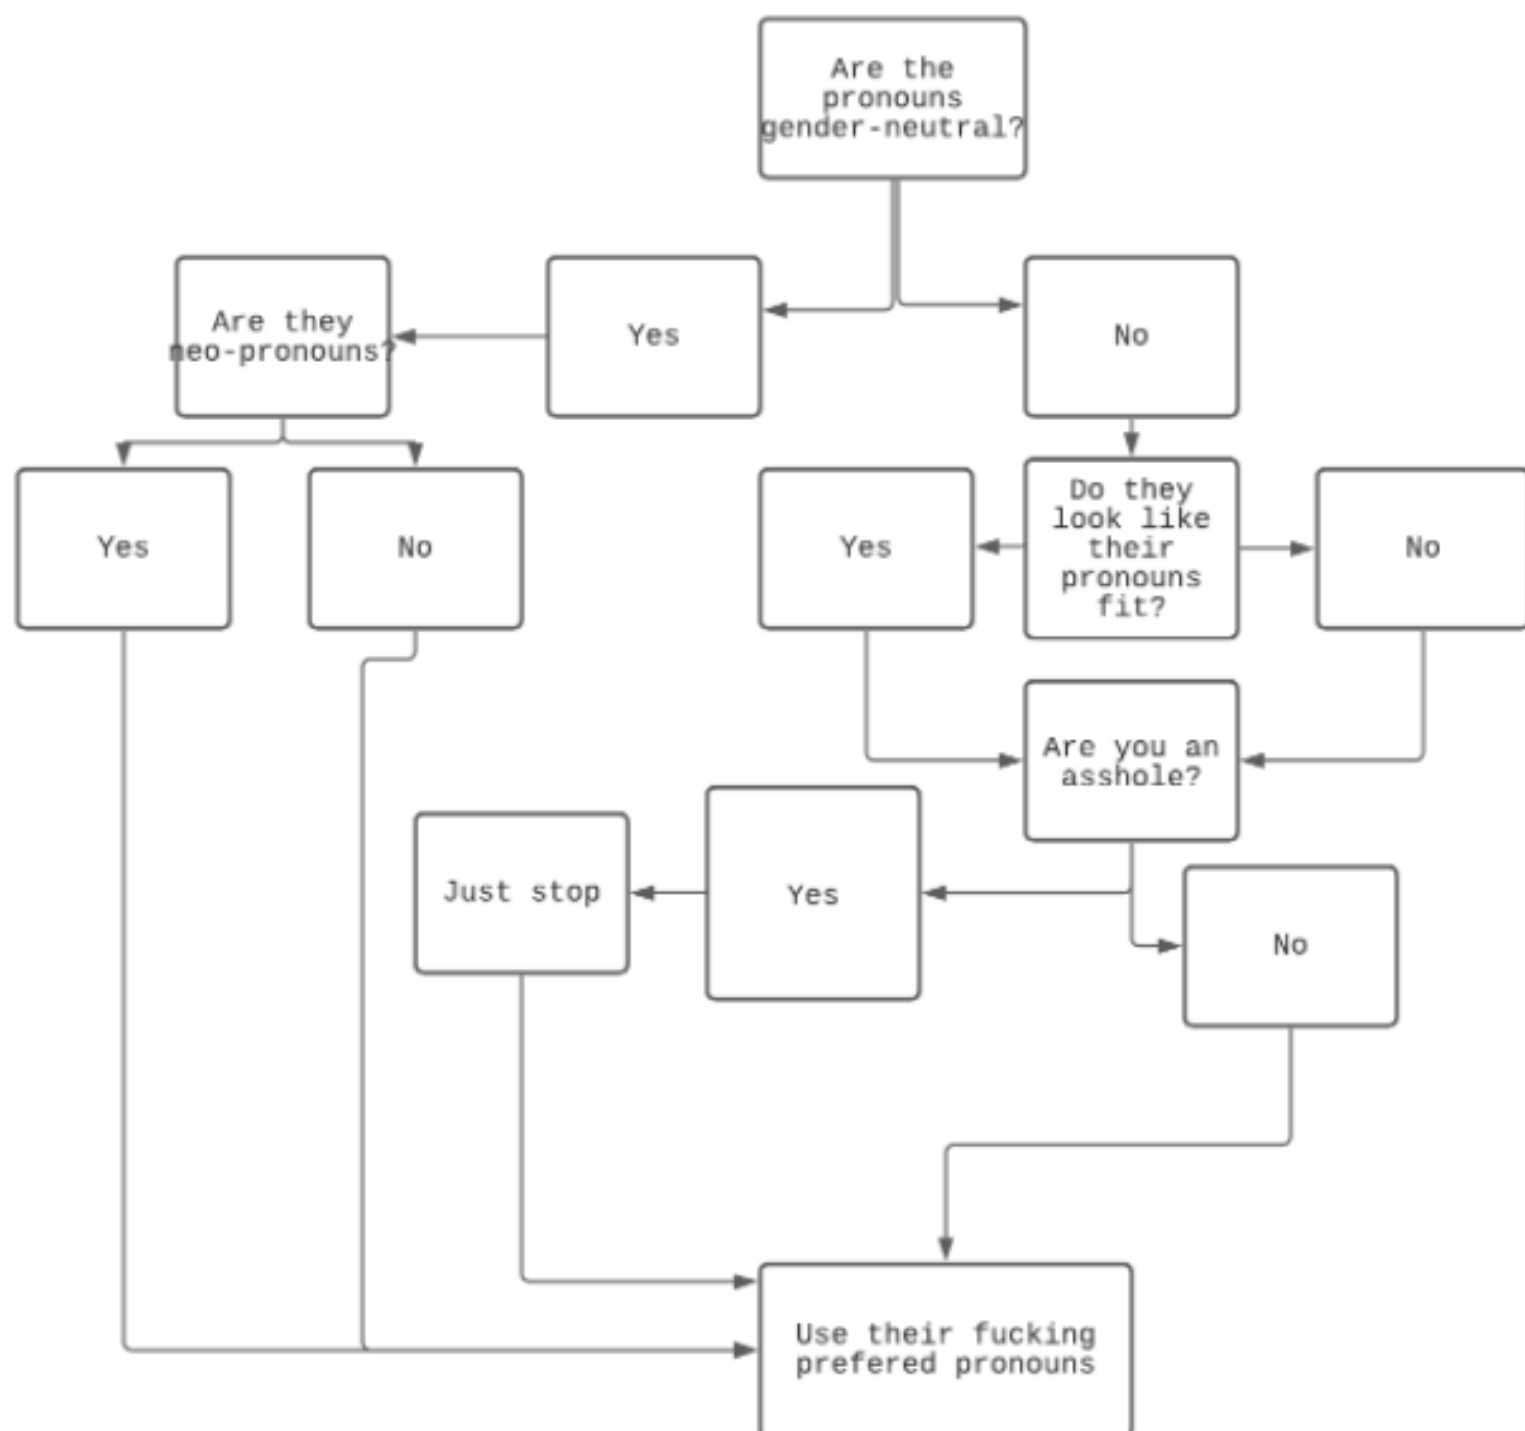 Are the
pronouns
gender-neutral?
Are they
neo-pronouns?
Yes
No
Yes
No
Yes
Do they
look like
their
pronouns
fit?
No
Are you an
asshole?
Just stop
Yes
No
Use their fucking
prefered pronouns